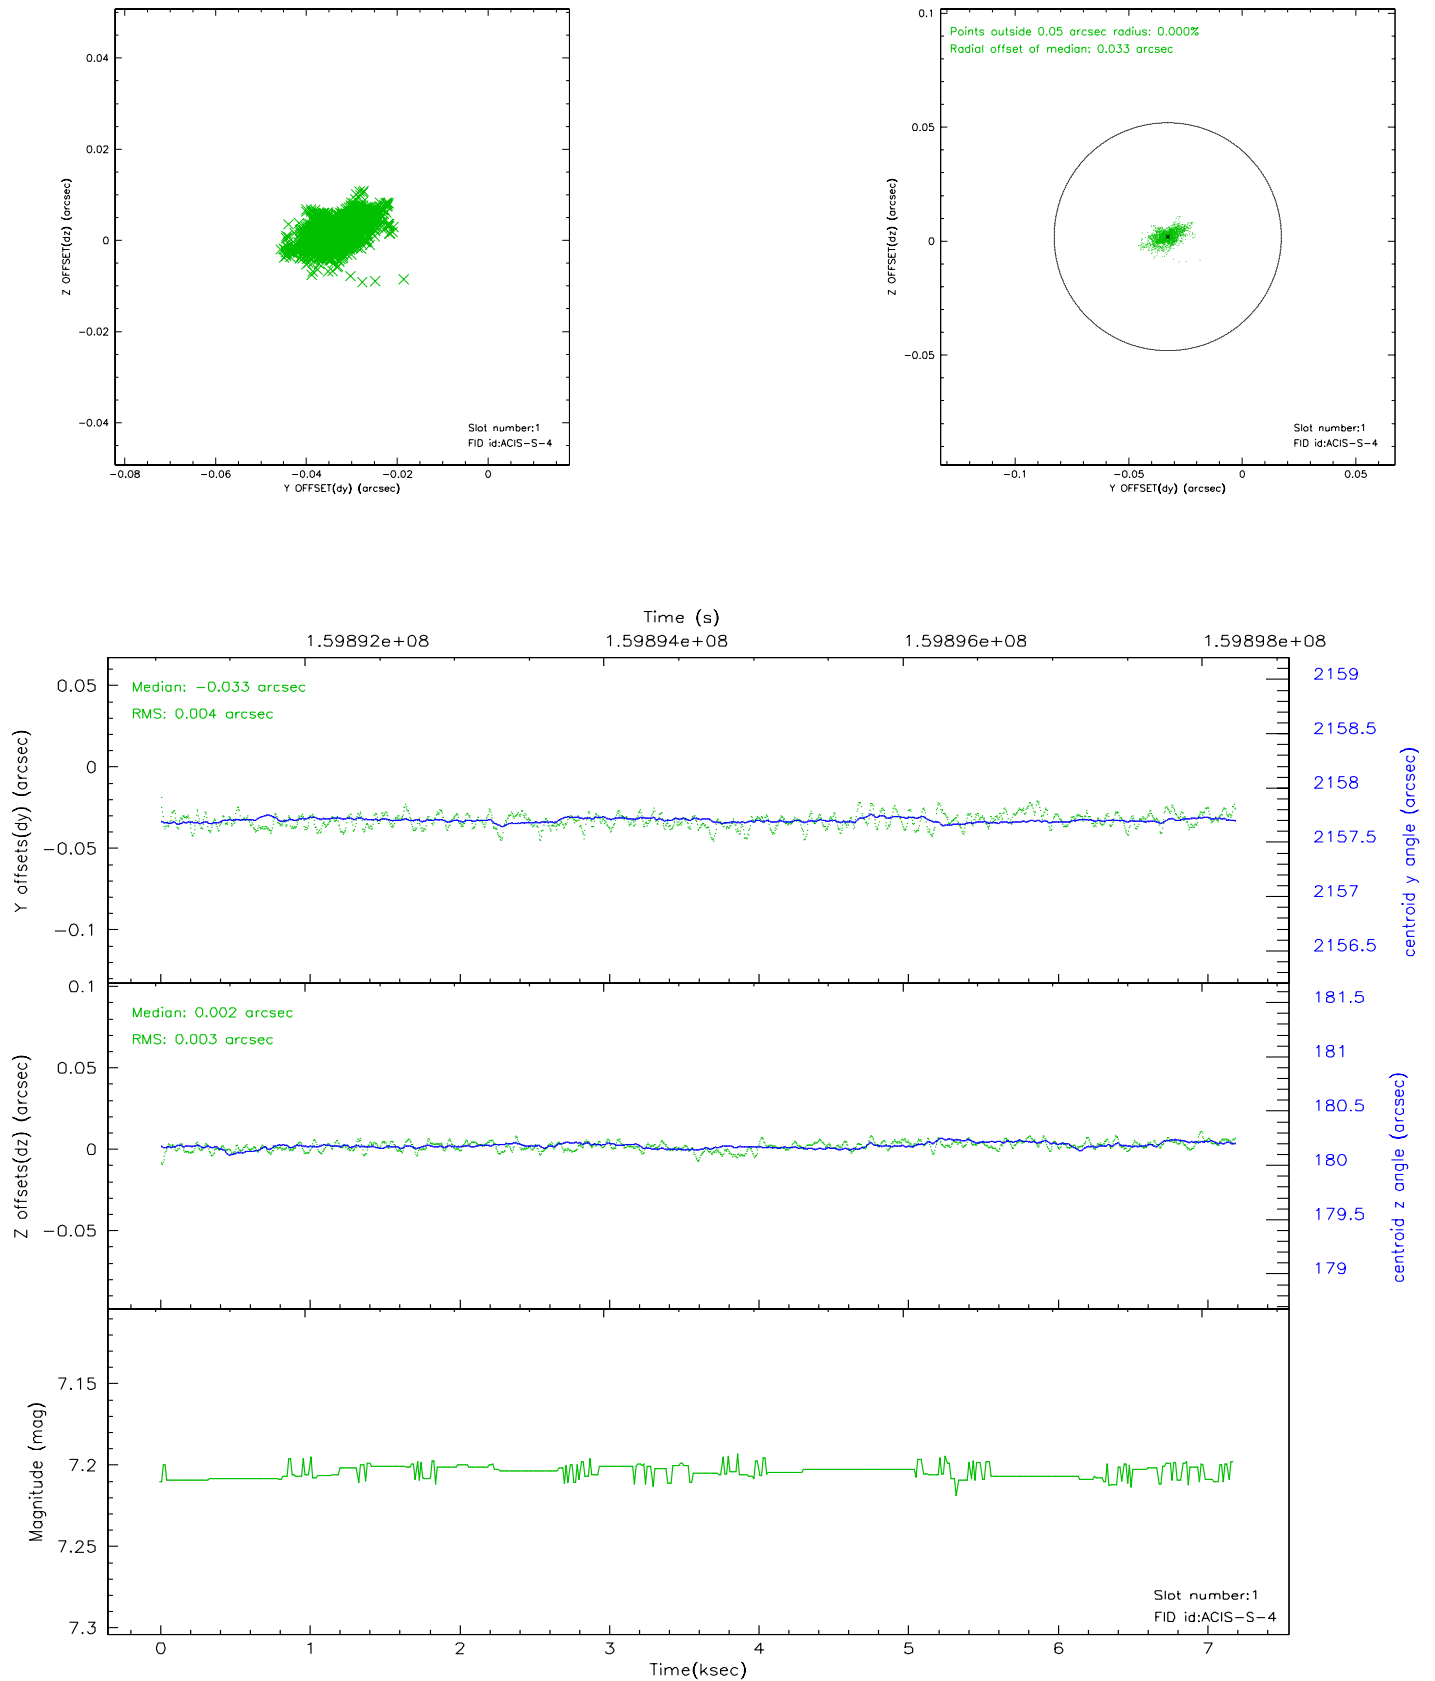 0.04
0.02
0
−0.02
−0.04
Z OFFSET(dz) (arcsec)
Slot number:1
FID id:ACIS−S−4
−0.08
−0.06
−0.04
−0.02
0
Y OFFSET(dy) (arcsec)
0.1
0.05
0
−0.05
Z OFFSET(dz) (arcsec)
Points outside 0.05 arcsec radius: 0.000%
Radial offset of median: 0.033 arcsec
Slot number:1
FID id:ACIS−S−4
−0.1
−0.05
0
0.05
Y OFFSET(dy) (arcsec)
Time (s)
1.59892e+08
1.59894e+08
1.59896e+08
1.59898e+08
0.05
0
−0.05
−0.1
Y offsets(dy) (arcsec)
Median: −0.033 arcsec
RMS: 0.004 arcsec
2159
2158.5
2158
2157.5
2157
2156.5
centroid y angle (arcsec)
0.1
0.05
0
−0.05
Z offsets(dz) (arcsec)
Median: 0.002 arcsec
RMS: 0.003 arcsec
181.5
181
180.5
180
179.5
179
centroid z angle (arcsec)
7.15
7.2
7.25
7.3
Magnitude (mag)
Slot number:1
FID id:ACIS−S−4
0
1
2
3
4
5
6
7
Time(ksec)